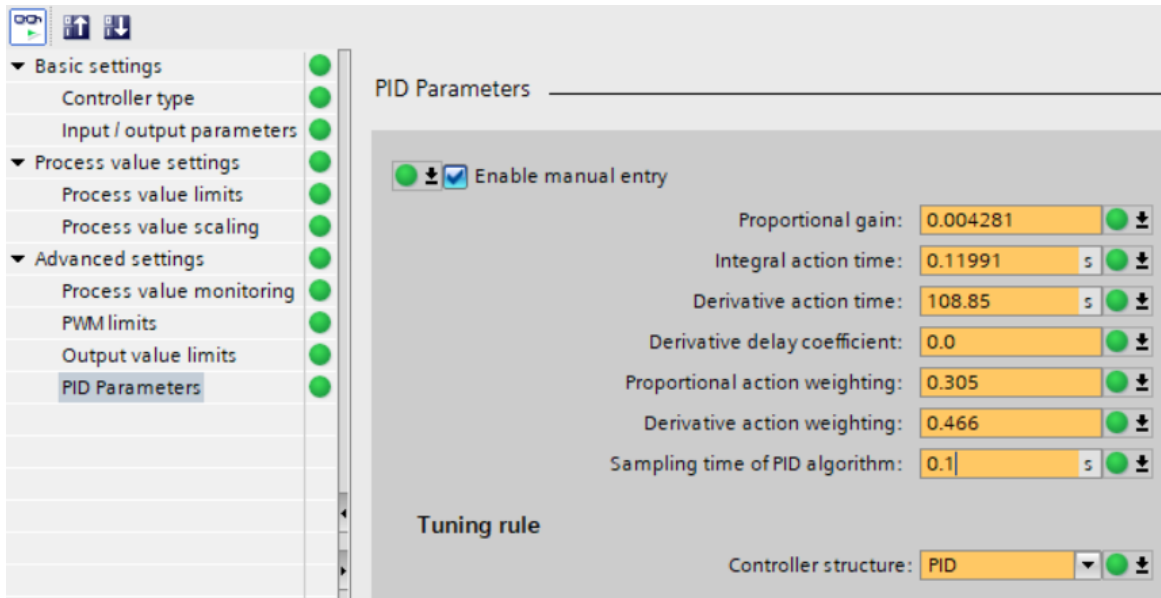 Basic settings
Controller type
Input / output parameters
Process value settings
Process value limits
Process value scaling
Advanced settings
Process value monitoring
PWM limits
Output value limits
PID Parameters
PID Parameters
Enable manual entry
Proportional gain: 0.004281
Integral action time: 0.11991 s
Derivative action time: 108.85 s
Derivative delay coefficient: 0.0
Proportional action weighting: 0.305
Derivative action weighting: 0.466
Sampling time of PID algorithm: 0.1 s
Tuning rule
Controller structure: PID